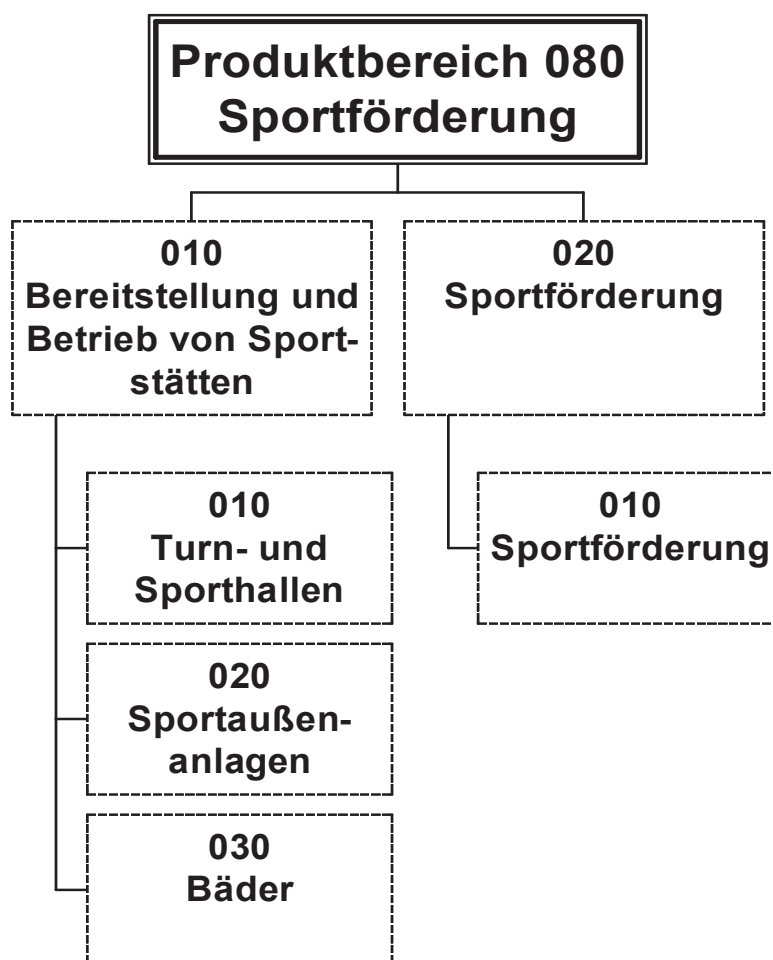 Produktbereich 080
Sportförderung
010
Bereitstellung und
Betrieb von Sport-
stätten
010
Turn- und
Sporthallen
020
Sportaußen-
anlagen
030
Bäder
020
Sportförderung
010
Sportförderung